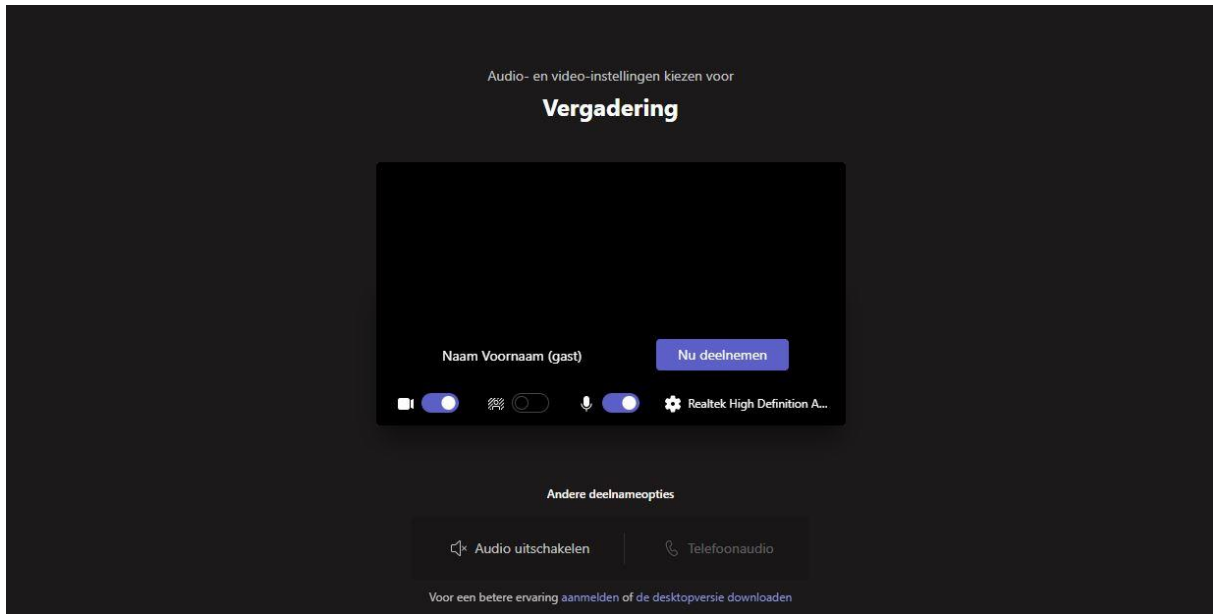 Audio- en video-instellingen kiezen voor
Vergadering
Naam Voornaam (gast)
Nu deelnemen
Realtek High Definition A...
Andere deelnameopties
Audio uitschakelen
Telefoonaudio
Voor een betere ervaring aanmelden of de desktopversie downloaden